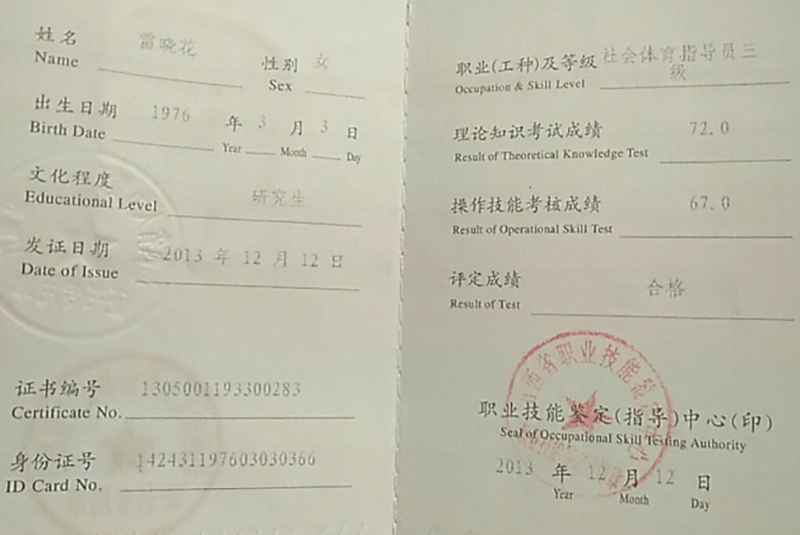 姓名 雷晓花 性别 女
Name Sex
出生日期 1976 年 3 月 3 日
Birth Date Year Month Day
文化程度 研究生
Educational Level
发证日期 2013 年 12 月 12 日
Date of Issue
证书编号 1305001193300283
Certificate No.
身份证号 142431197603030366
ID Card No.
职业(工种)及等级 社会体育指导员三
级
Occupation & Skill Level
理论知识考试成绩 72.0
Result of Theoretical Knowledge Test
操作技能考核成绩 67.0
Result of Operational Skill Test
评定成绩 合格
Result of Test
山西省职业技能鉴
职业技能鉴定(指导)中心(印)
Seal of Occupational Skill Testing Authority
2013 年 12 月 12 日
Year Month Day